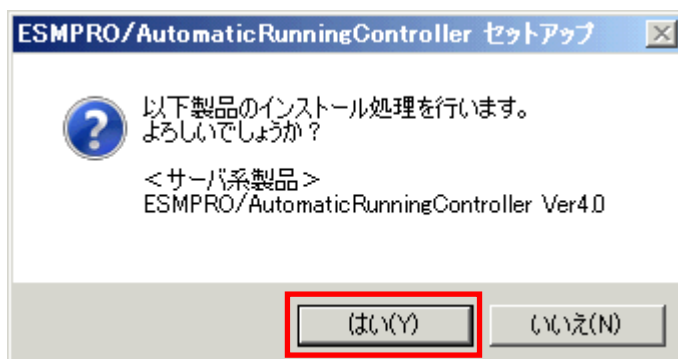 ESMPRO/AutomaticRunningController セットアップ
以下製品のインストール処理を行います。
よろしいでしょうか？
＜サーバ系製品＞
ESMPRO/AutomaticRunningController Ver4.0
はい(Y)
いいえ(N)